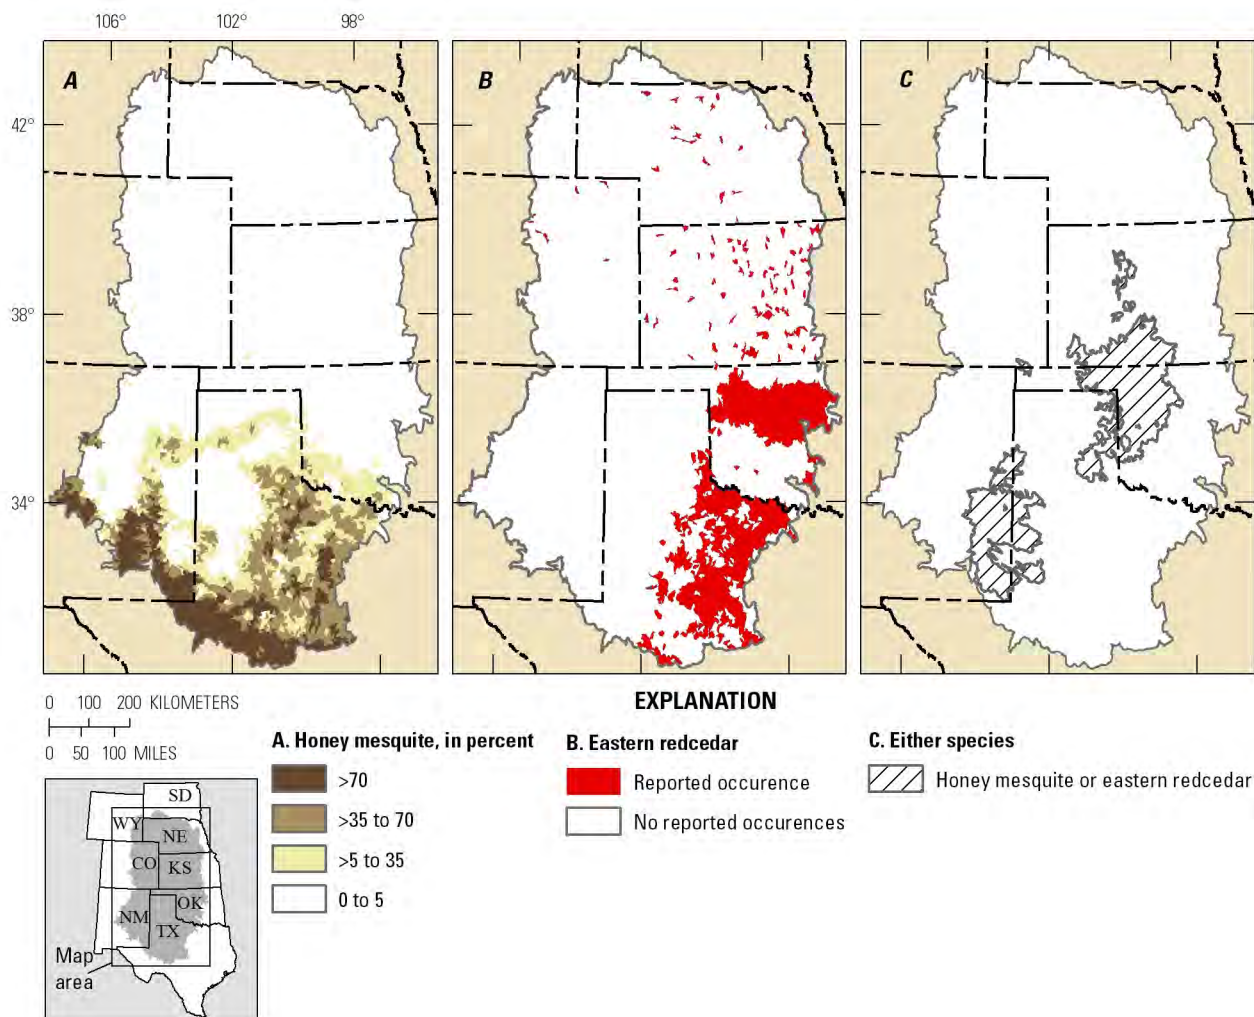 106° 102° 98°
A B C
42°
38°
34°
0 100 200 KILOMETERS
0 50 100 MILES
EXPLANATION
A. Honey mesquite, in percent
>70
>35 to 70
>5 to 35
0 to 5
B. Eastern redcedar
Reported occurence
No reported occurences
C. Either species
Honey mesquite or eastern redcedar
SD
WY
NE
CO
KS
NM
OK
TX
Map
area